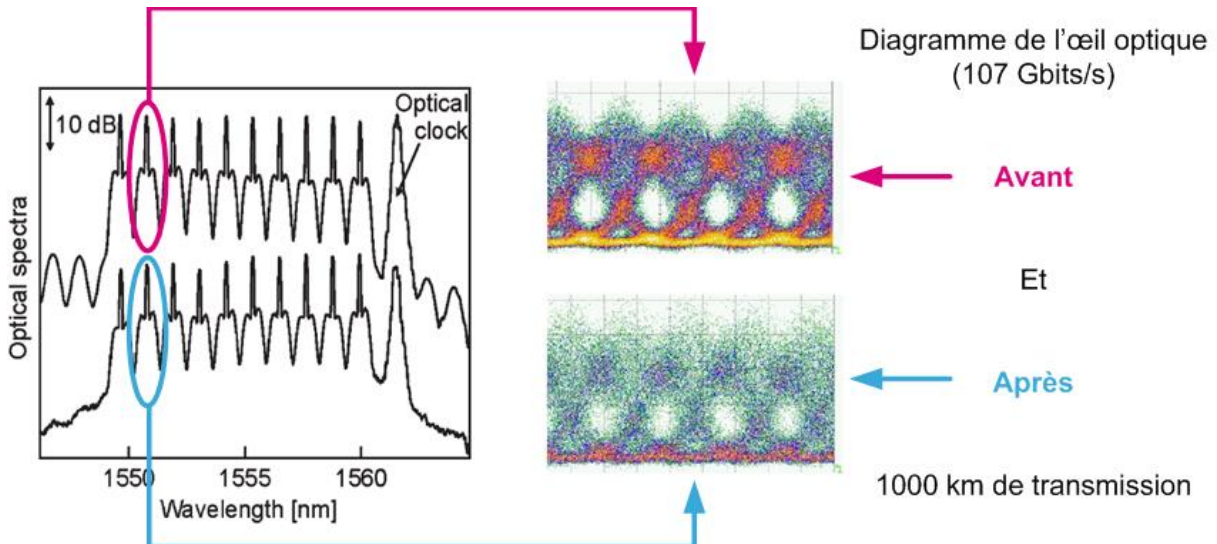 Diagramme de l'œil optique
(107 Gbits/s)
Optical
clock
10 dB
Optical spectra
Avant
Et
Après
1550
1555
1560
Wavelength [nm]
1000 km de transmission